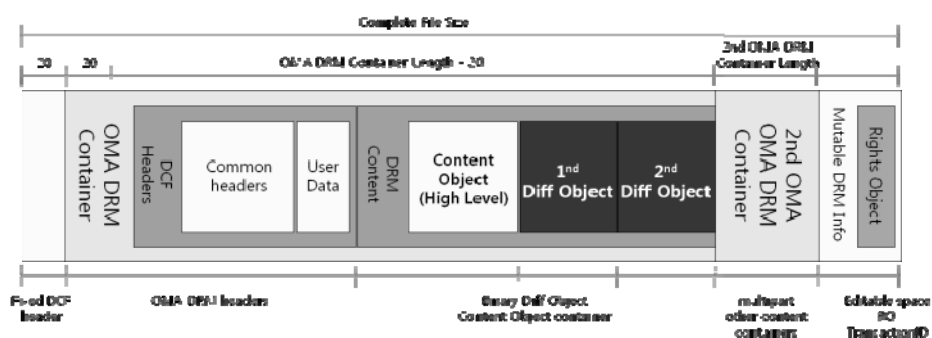 Complete File Size
20
20
OMA DRM Container Length - 20
2nd OMA DRM
Container Length
OMA DRM
Container
DCF
Headers
Common
headers
User
Data
DRM
Content
Content
Object
(High Level)
1nd
Diff Object
2nd
Diff Object
2nd OMA
OMA DRM
Container
Mutable DRM Info
Rights Object
Fixed DCF
header
OMA DRM headers
Binary Diff Object
Content Object container
multipart
other content
containers
Editable space
RO
TransactionID